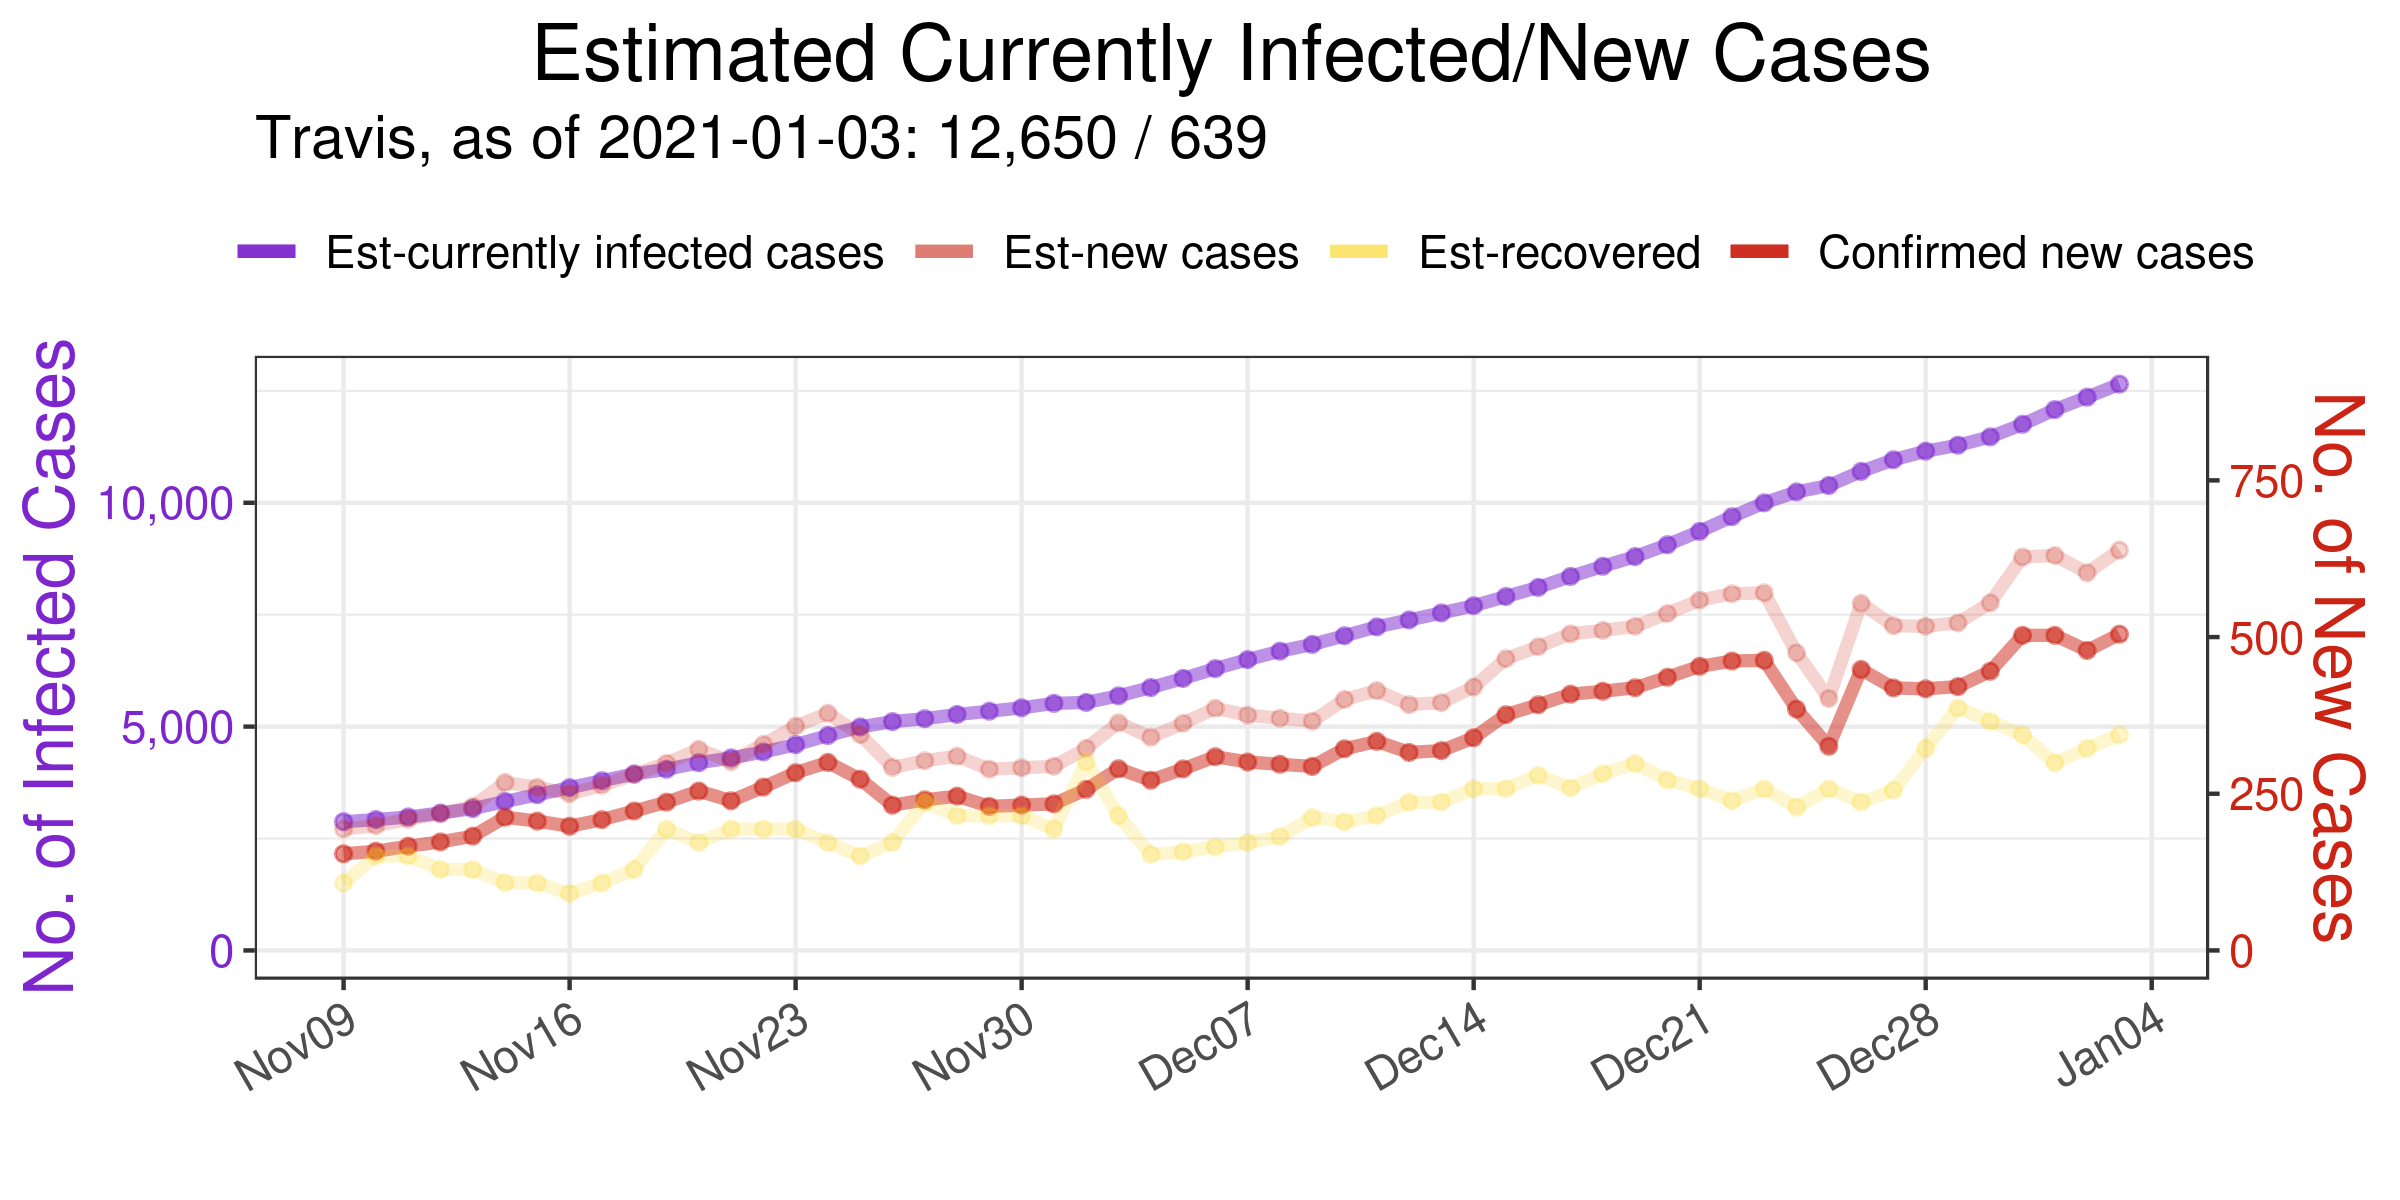 Estimated Currently Infected/New Cases
Travis, as of 2021-01-03: 12,650 / 639
Est-currently infected cases Est-new cases Est-recovered Confirmed new cases
No. of Infected Cases
10,000
5,000
0
750
500
250
0
No. of New Cases
Nov09 Nov16 Nov23 Nov30 Dec07 Dec14 Dec21 Dec28 Jan04